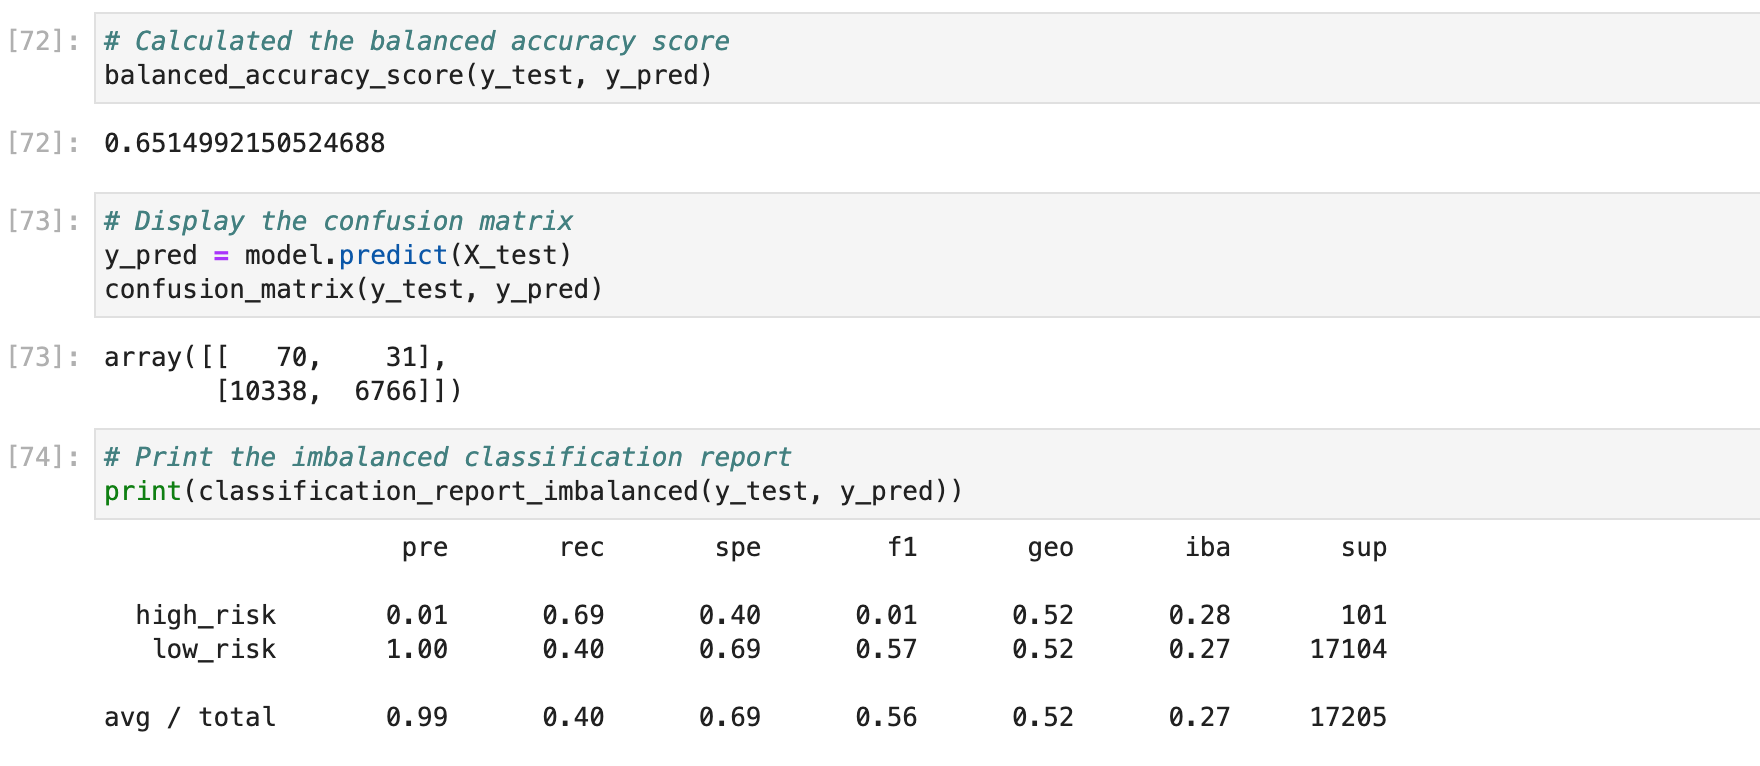 [72]: # Calculated the balanced accuracy score
balanced_accuracy_score(y_test, y_pred)
[72]: 0.6514992150524688
[73]: # Display the confusion matrix
y_pred = model.predict(X_test)
confusion_matrix(y_test, y_pred)
[73]: array([[   70,    31],
       [10338,  6766]])
[74]: # Print the imbalanced classification report
print(classification_report_imbalanced(y_test, y_pred))
                   pre       rec       spe        f1       geo       iba       sup
  high_risk       0.01      0.69      0.40      0.01      0.52      0.28       101
   low_risk       1.00      0.40      0.69      0.57      0.52      0.27     17104
avg / total       0.99      0.40      0.69      0.56      0.52      0.27     17205